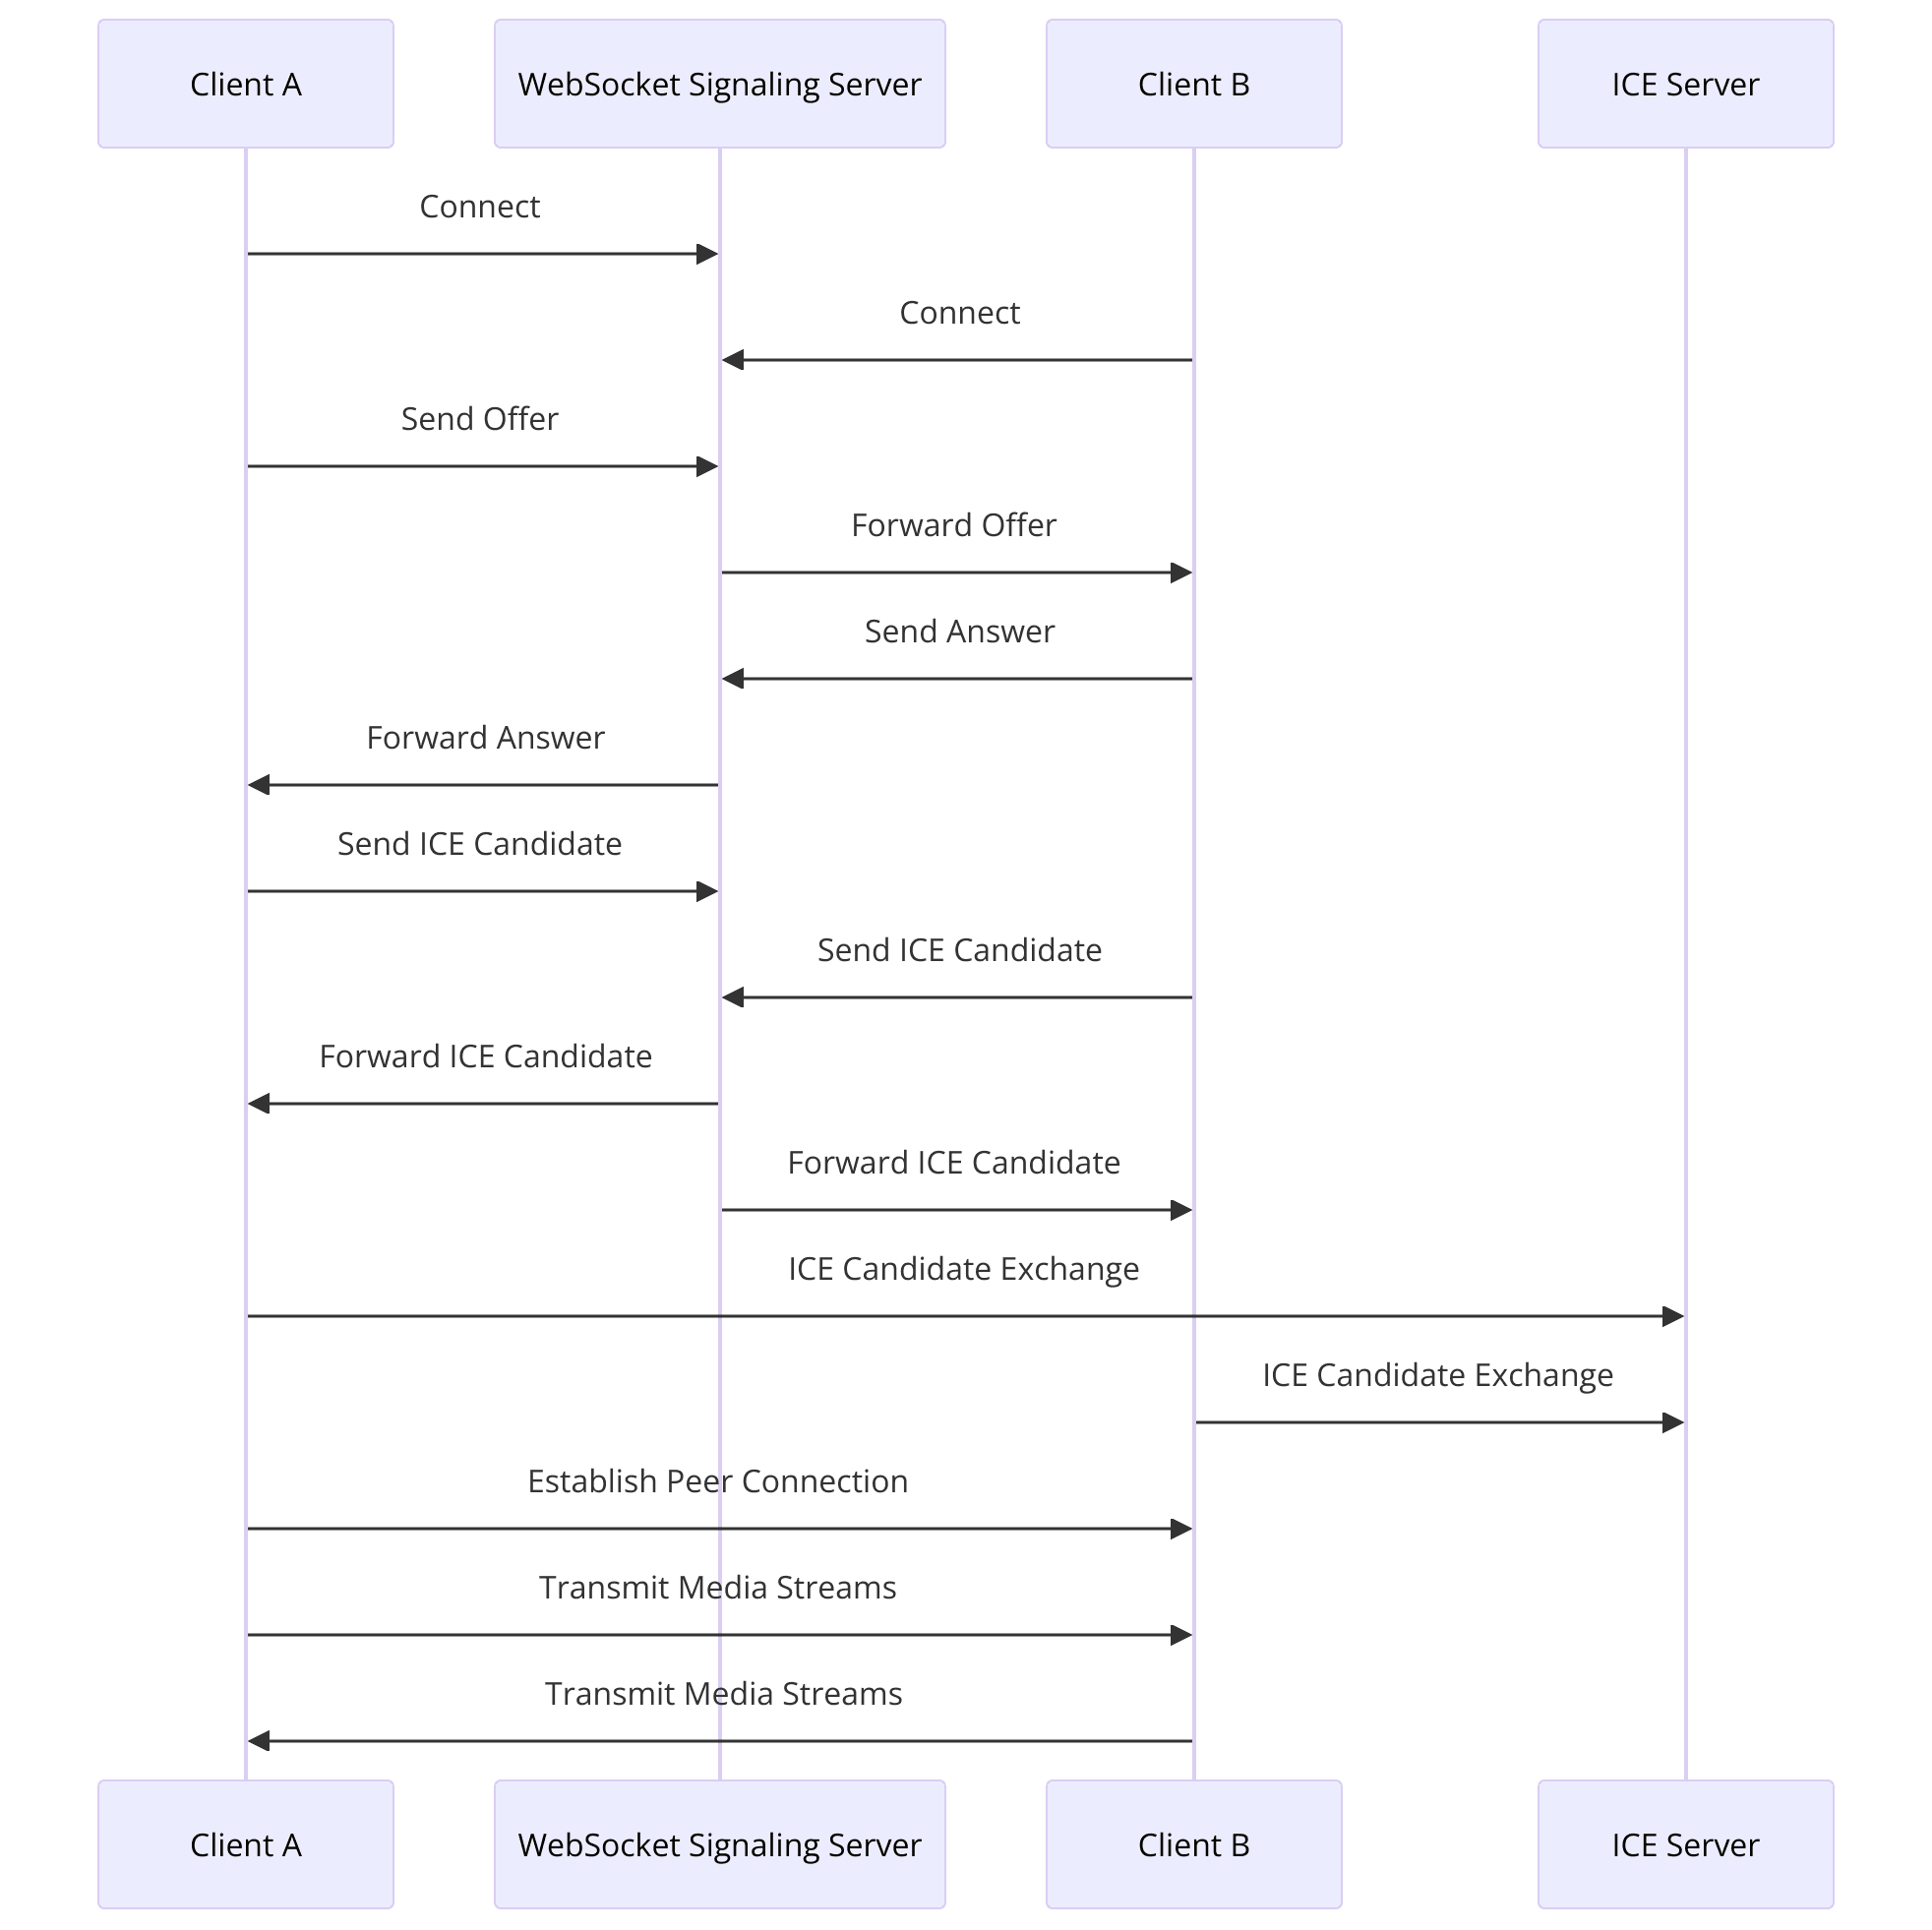 Client A
WebSocket Signaling Server
Client B
ICE Server
Connect
Connect
Send Offer
Forward Offer
Send Answer
Forward Answer
Send ICE Candidate
Send ICE Candidate
Forward ICE Candidate
Forward ICE Candidate
ICE Candidate Exchange
ICE Candidate Exchange
Establish Peer Connection
Transmit Media Streams
Transmit Media Streams
Client A
WebSocket Signaling Server
Client B
ICE Server